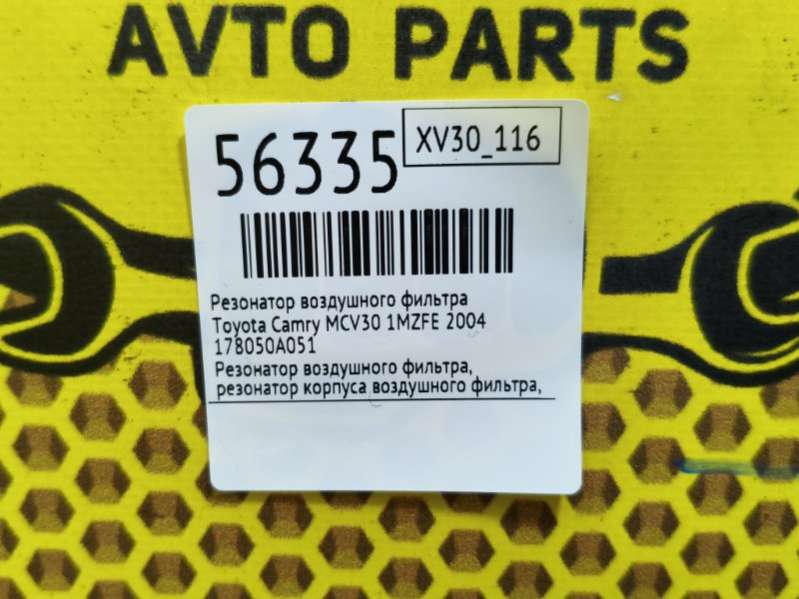 AVTO PARTS
56335
XV30_116
Резонатор воздушного фильтра
Toyota Camry MCV30 1MZFE 2004
178050A051
Резонатор воздушного фильтра,
резонатор корпуса воздушного фильтра,